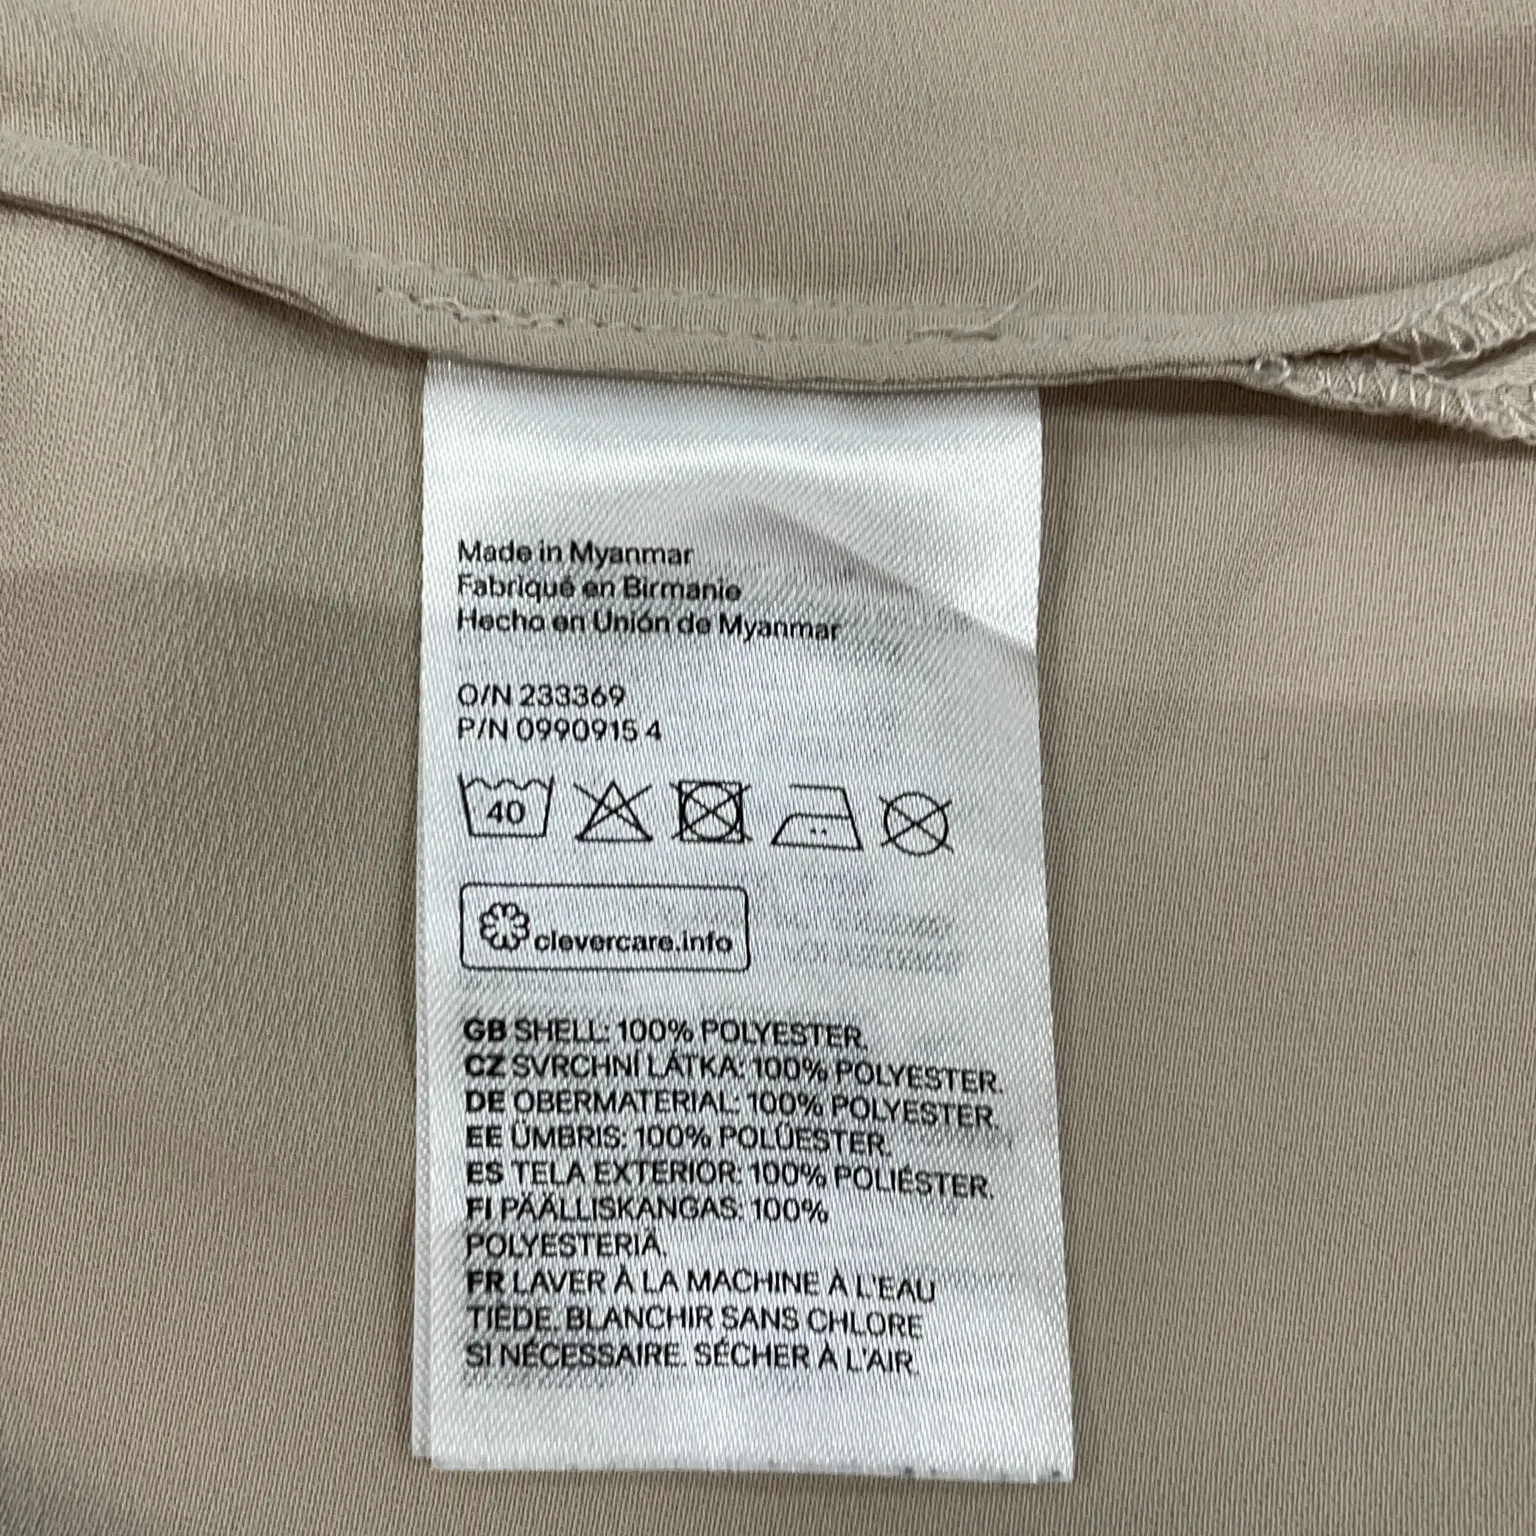 Made in Myanmar
Fabriqué en Birmanie
Hecho en Unión de Myanmar
O/N 233369
P/N 0990915 4
40
clevercare.info
GB SHELL: 100% POLYESTER.
CZ SVRCHNÍ LÁTKA: 100% POLYESTER.
DE OBERMATERIAL: 100% POLYESTER.
EE ÜMBRIS: 100% POLÜESTER.
ES TELA EXTERIOR: 100% POLIÉSTER.
FI PÄÄLLISKANGAS: 100%
POLYESTERIÄ.
FR LAVER À LA MACHINE À L'EAU
TIÈDE. BLANCHIR SANS CHLORE
SI NÉCESSAIRE. SÉCHER À L'AIR.